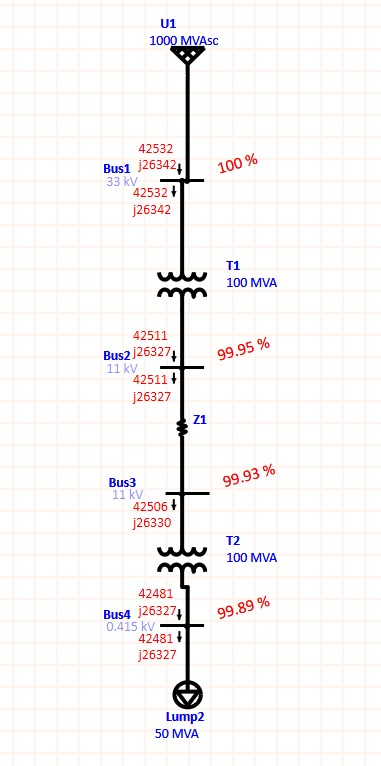 U1
1000 MVAsc
42532
j26342
100 %
Bus1
33 kV
42532
j26342
T1
100 MVA
42511
j26327
99.95 %
Bus2
11 kV
42511
j26327
Z1
99.93 %
Bus3
11 kV
42506
j26330
T2
100 MVA
42481
j26327
99.89 %
Bus4
0.415 kV
42481
j26327
Lump2
50 MVA